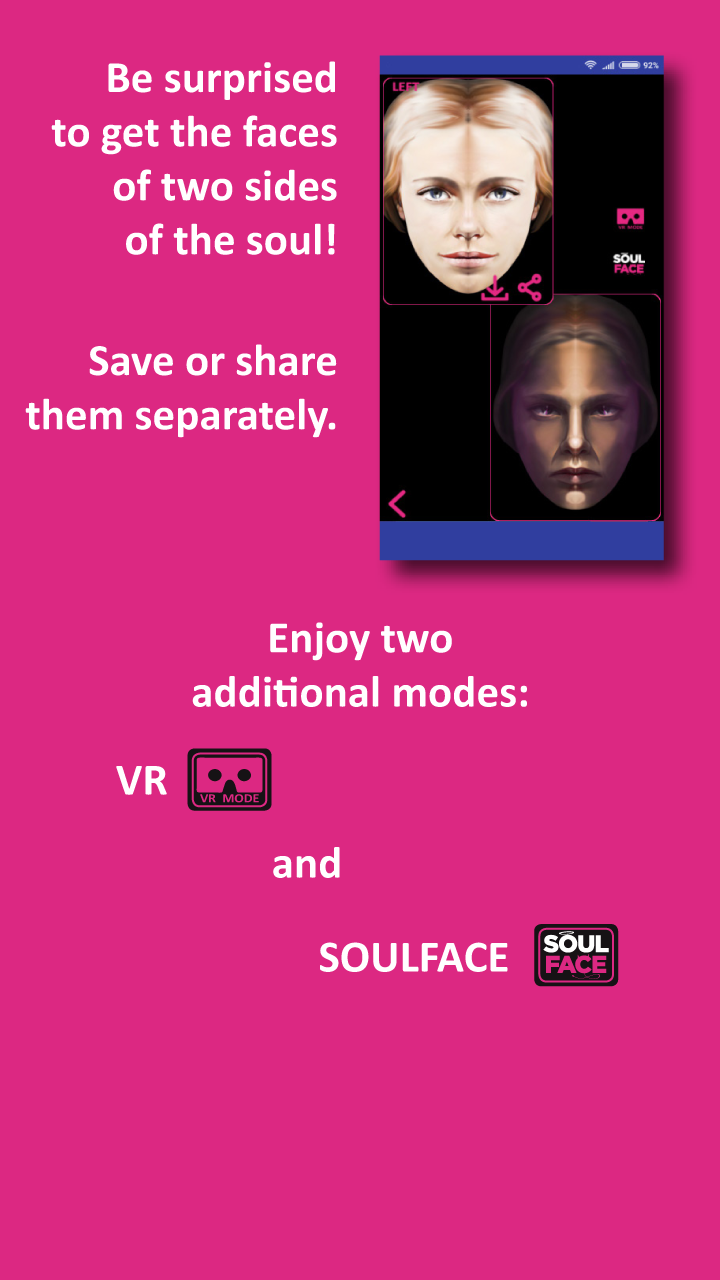 Be surprised
to get the faces
of two sides
of the soul!
Save or share
them separately.
92%
LEFT
VR MODE
SOUL
FACE
Enjoy two
additional modes:
VR
VR MODE
and
SOULFACE
SOUL
FACE